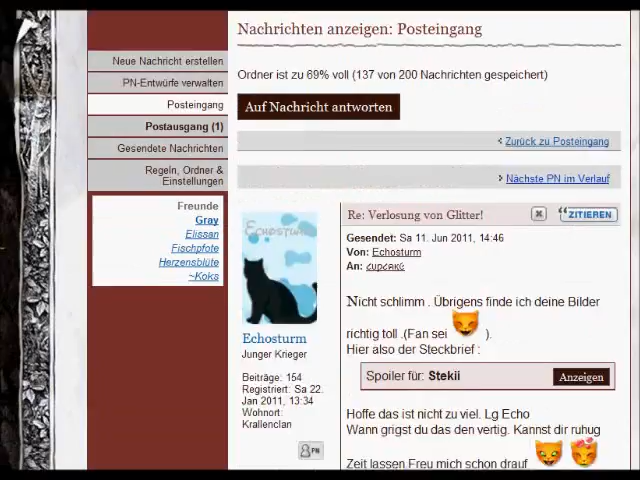 Nachrichten anzeigen: Posteingang
Neue Nachricht erstellen
PN-Entwürfe verwalten
Posteingang
Postausgang (1)
Gesendete Nachrichten
Regeln, Ordner &
Einstellungen
Freunde
Gray
Elissan
Fischpfote
Herzensblüte
~Koks
Ordner ist zu 69% voll (137 von 200 Nachrichten gespeichert)
Auf Nachricht antworten
Zurück zu Posteingang
Nächste PN im Verlauf
ECHOSTURM
Echosturm
Junger Krieger
Beiträge: 154
Registriert: Sa 22.
Jan 2011, 13:34
Wohnort:
Krallenclan
PN
Re: Verlosung von Glitter!
ZITIEREN
Gesendet: Sa 11. Jun 2011, 14:46
Von: Echosturm
An: cupcake
Nicht schlimm . Übrigens finde ich deine Bilder
richtig toll .(Fan sei ).
Hier also der Steckbrief :
Spoiler für: Stekii
Anzeigen
Hoffe das ist nicht zu viel. Lg Echo
Wann grigst du das den vertig. Kannst dir ruhug
Zeit lassen Freu mich schon drauf